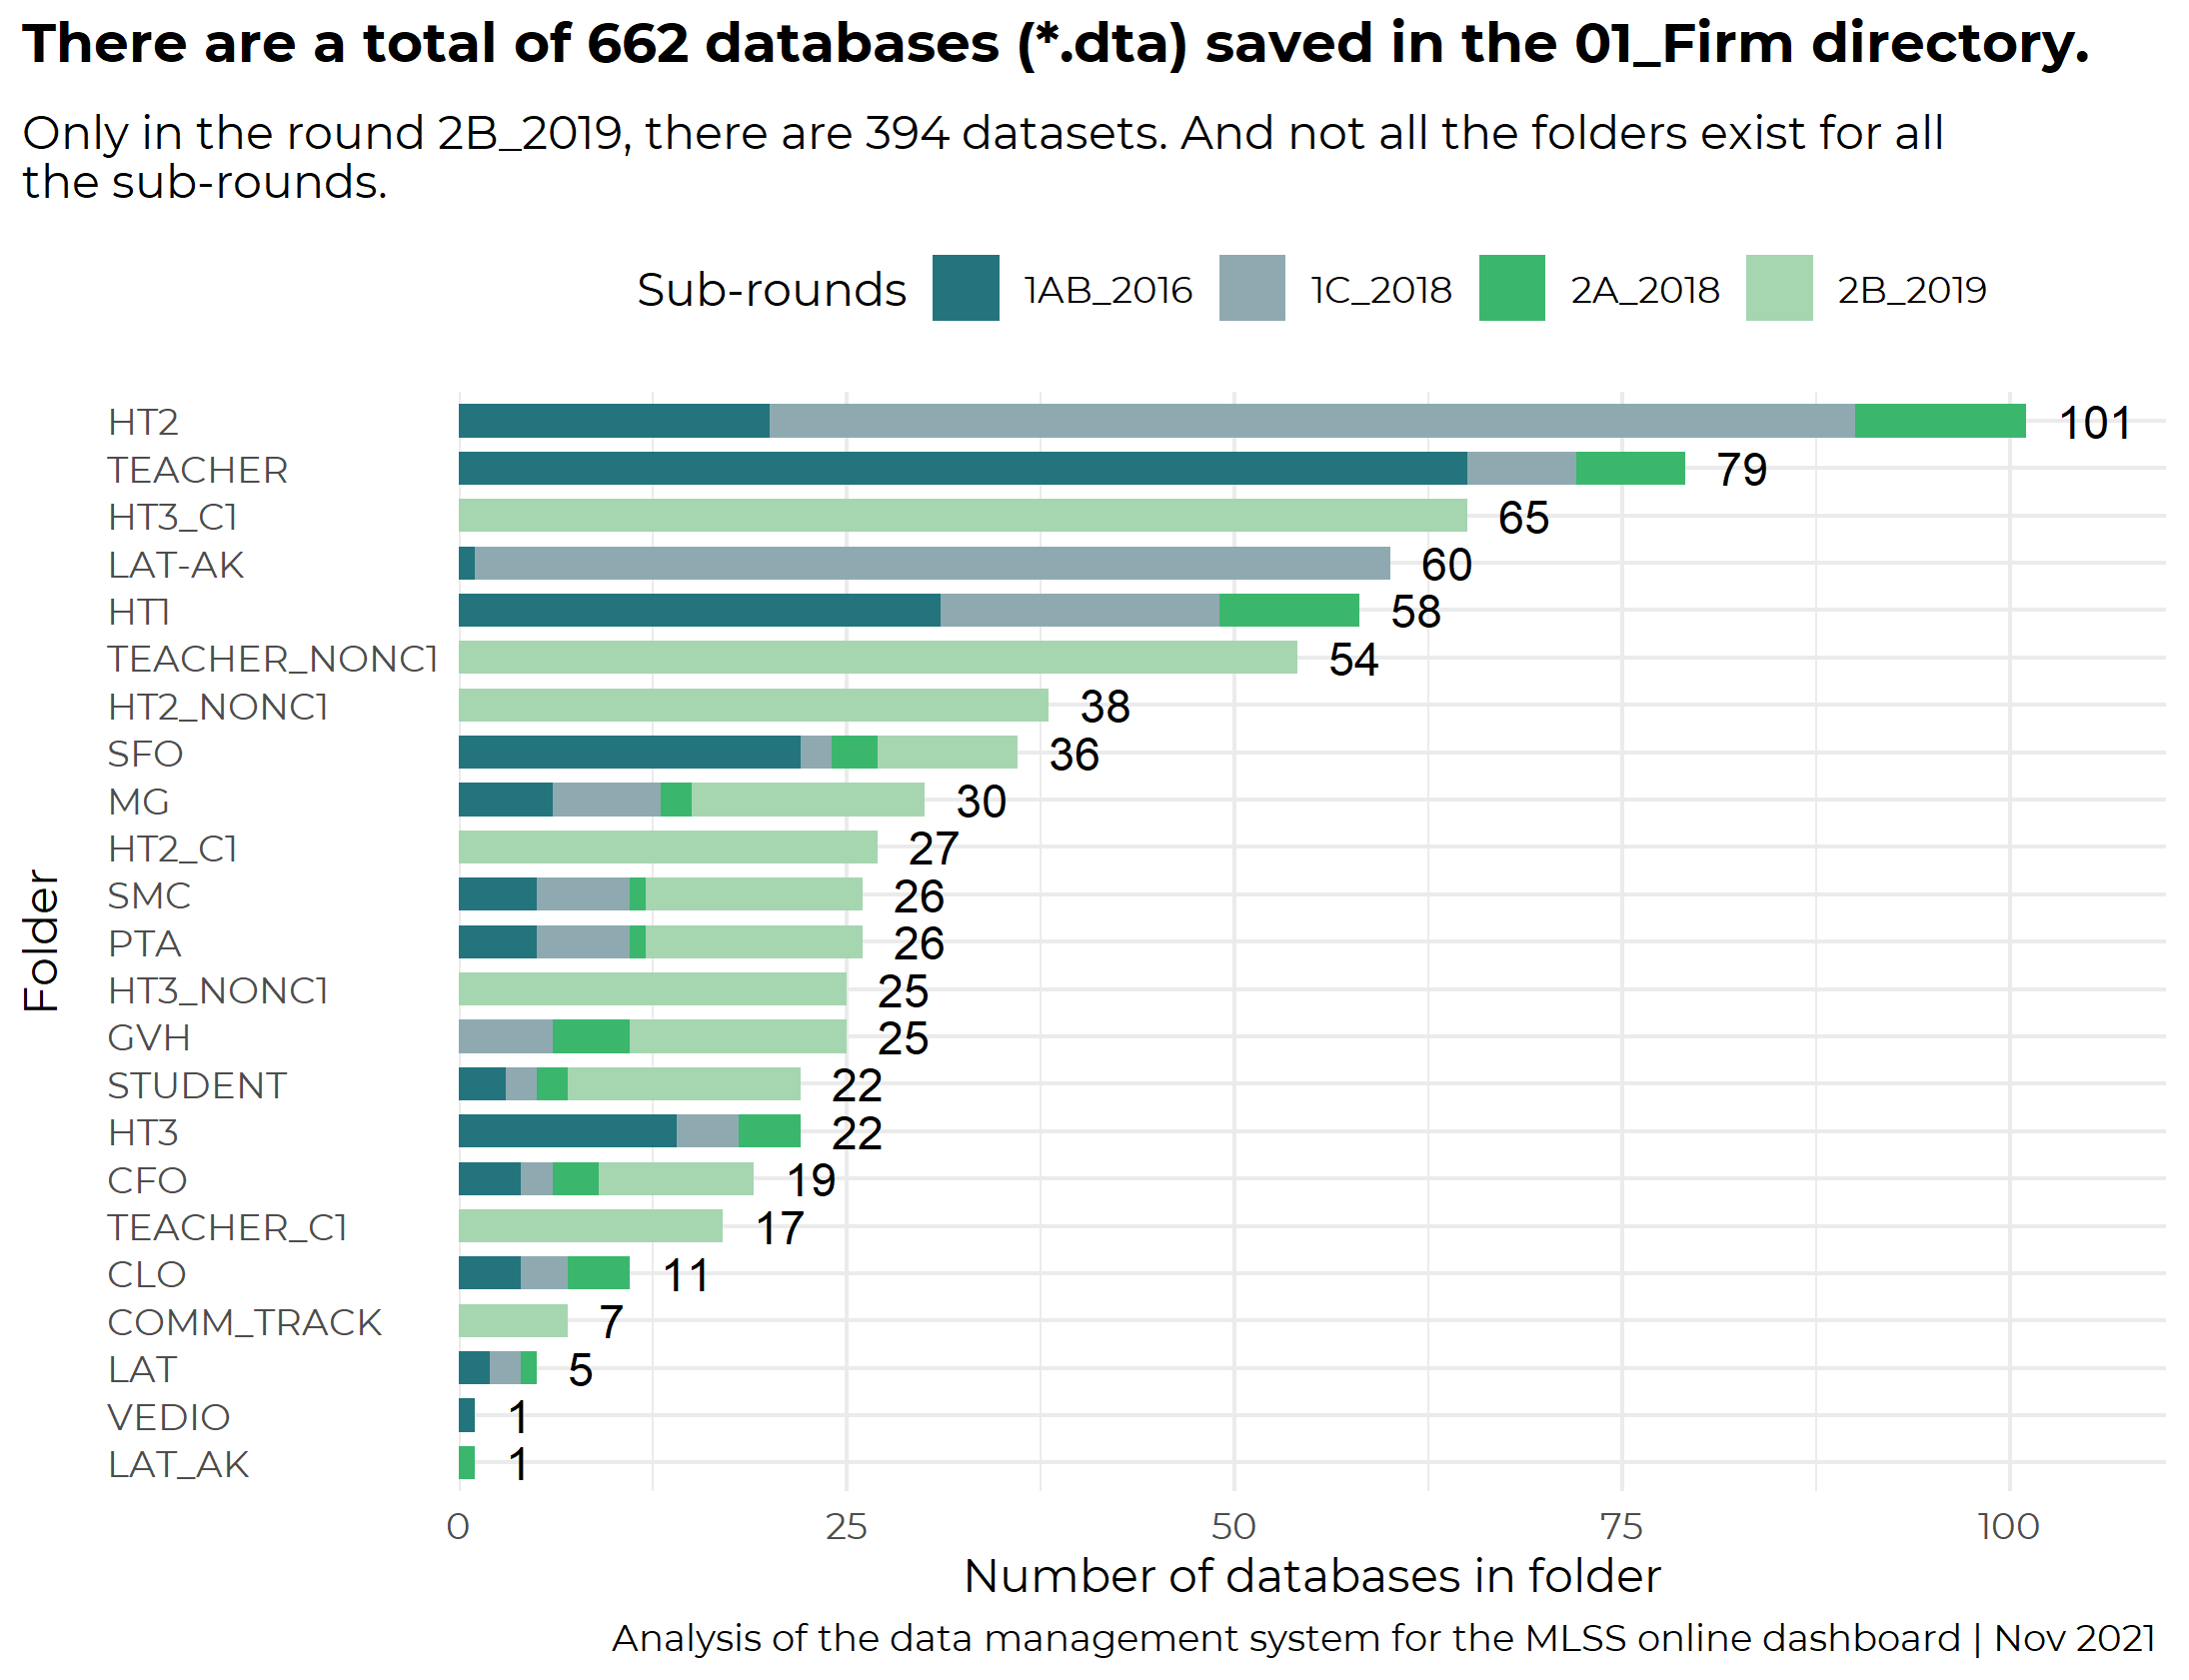 There are a total of 662 databases (*.dta) saved in the 01_Firm directory.
Only in the round 2B_2019, there are 394 datasets. And not all the folders exist for all
the sub-rounds.
Sub-rounds 1AB_2016 1C_2018 2A_2018 2B_2019
Folder
HT2 101
TEACHER 79
HT3_C1 65
LAT-AK 60
HT1 58
TEACHER_NONC1 54
HT2_NONC1 38
SFO 36
MG 30
HT2_C1 27
SMC 26
PTA 26
HT3_NONC1 25
GVH 25
STUDENT 22
HT3 22
CFO 19
TEACHER_C1 17
CLO 11
COMM_TRACK 7
LAT 5
VEDIO 1
LAT_AK 1
0 25 50 75 100
Number of databases in folder
Analysis of the data management system for the MLSS online dashboard | Nov 2021